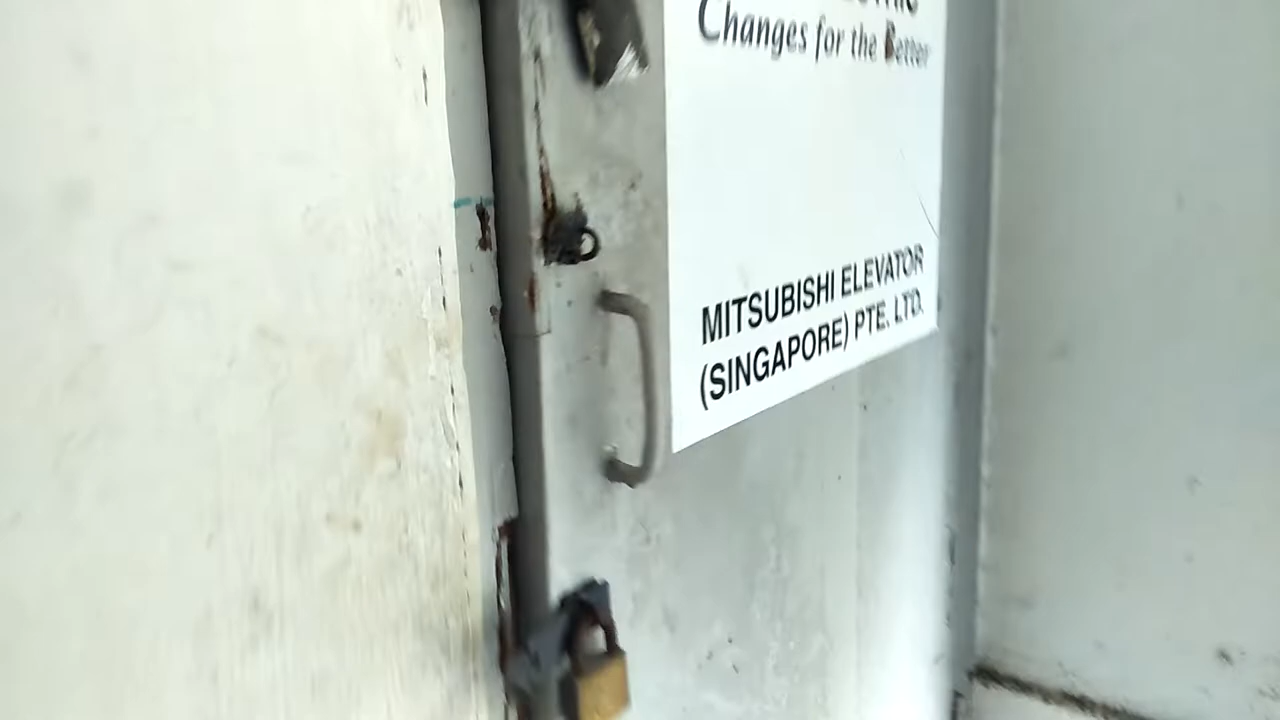 Changes for the Better
MITSUBISHI ELEVATOR
(SINGAPORE) PTE. LTD.